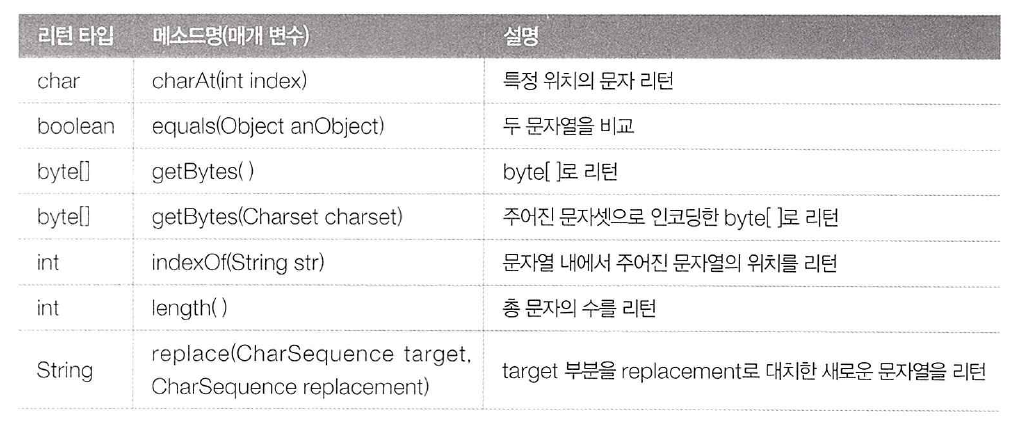 리턴 타입 메소드명(매개 변수) 설명
char charAt(int index) 특정 위치의 문자 리턴
boolean equals(Object anObject) 두 문자열을 비교
byte[] getBytes( ) byte[ ]로 리턴
byte[] getBytes(Charset charset) 주어진 문자셋으로 인코딩한 byte[ ]로 리턴
int indexOf(String str) 문자열 내에서 주어진 문자열의 위치를 리턴
int length( ) 총 문자의 수를 리턴
String replace(CharSequence target, CharSequence replacement) target 부분을 replacement로 대치한 새로운 문자열을 리턴